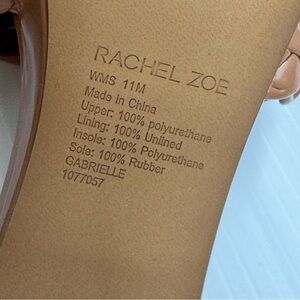 RACHEL ZOE
WMS 11M
Made in China
Upper: 100% polyurethane
Lining: 100% Unlined
Insole: 100% Polyurethane
Sole: 100% Rubber
GABRIELLE
1077057